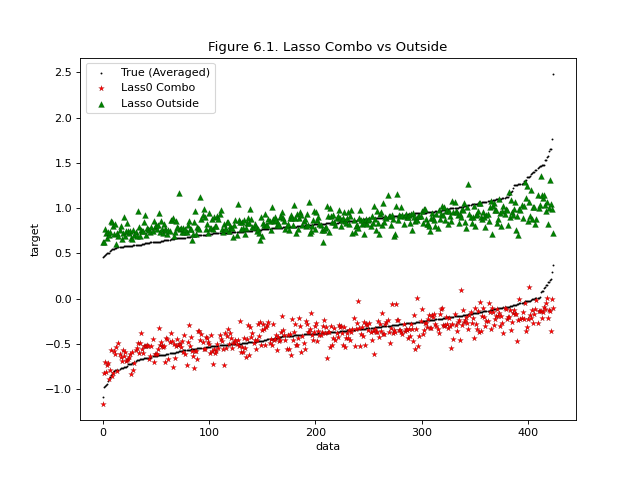 Figure 6.1. Lasso Combo vs Outside
True (Averaged)
Lass0 Combo
Lasso Outside
2.5
2.0
1.5
1.0
0.5
0.0
−0.5
−1.0
target
0 100 200 300 400
data